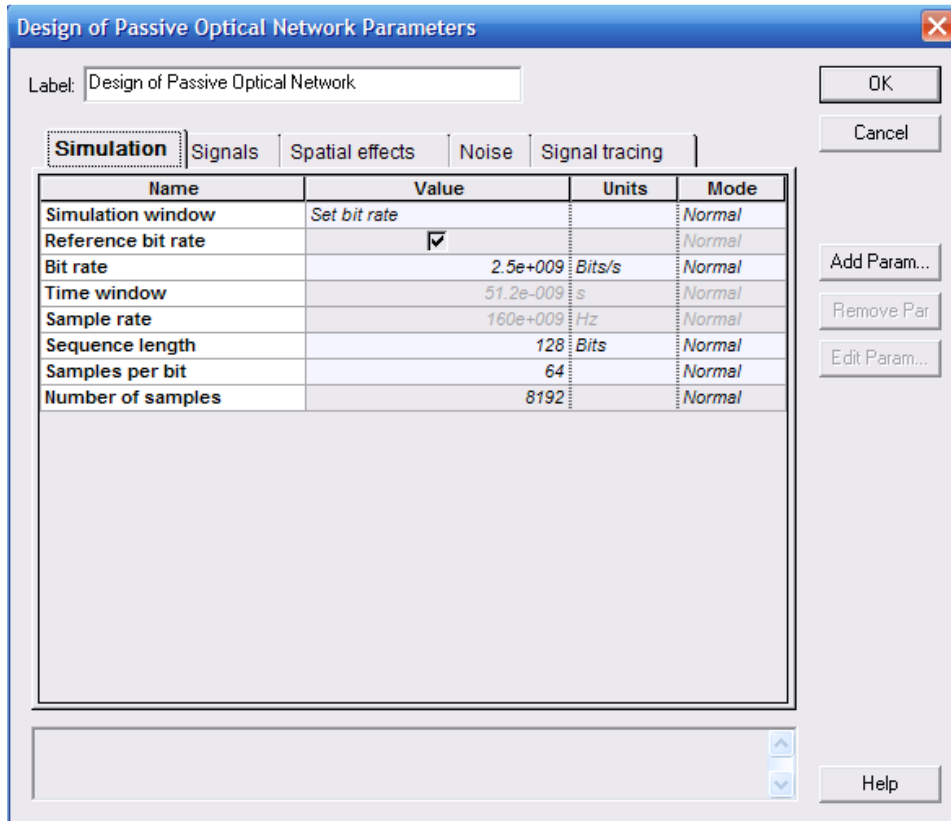 Design of Passive Optical Network Parameters
Label: Design of Passive Optical Network
OK
Cancel
Simulation Signals Spatial effects Noise Signal tracing
Name Value Units Mode
Simulation window Set bit rate Normal
Reference bit rate Normal
Bit rate 2.5e+009 Bits/s Normal
Time window 51.2e-009 s Normal
Sample rate 160e+009 Hz Normal
Sequence length 128 Bits Normal
Samples per bit 64 Normal
Number of samples 8192 Normal
Add Param...
Remove Par
Edit Param...
Help